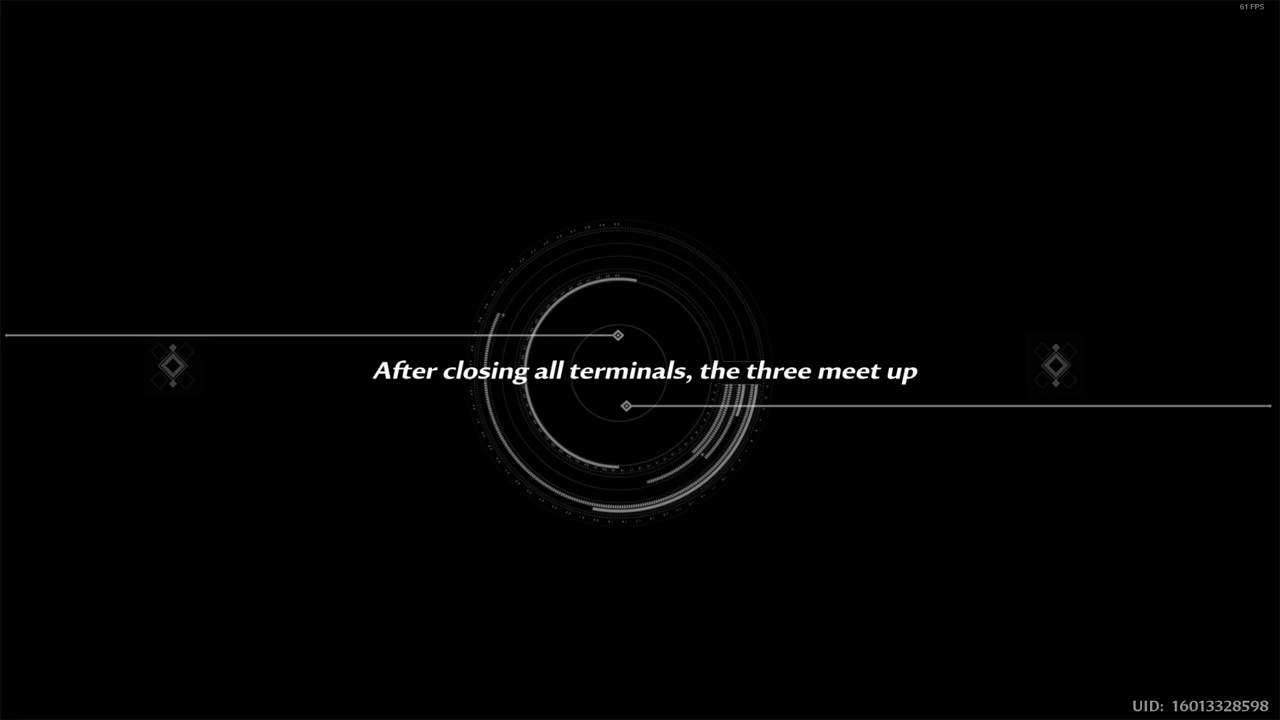 61 FPS
After closing all terminals, the three meet up
UID: 16013328598